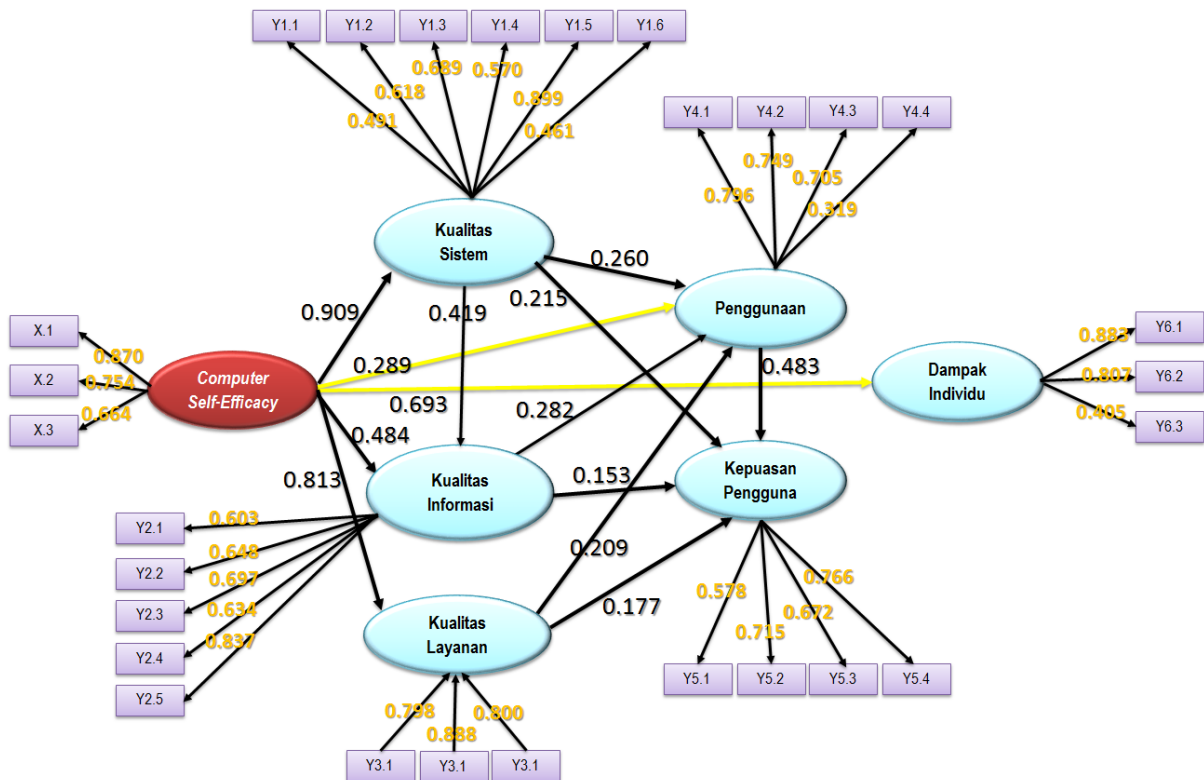 Y1.1
Y1.2
Y1.3
Y1.4
Y1.5
Y1.6
0.491
0.618
0.689
0.570
0.899
0.461
Y4.1
Y4.2
Y4.3
Y4.4
0.796
0.749
0.705
0.319
Kualitas
Sistem
0.260
0.215
0.909
0.419
Penggunaan
X.1
X.2
X.3
0.870
0.754
0.664
Computer
Self-Efficacy
0.289
0.693
0.484
0.813
0.282
0.483
Dampak
Individu
0.883
0.807
0.405
Y6.1
Y6.2
Y6.3
Kualitas
Informasi
0.153
Kepuasan
Pengguna
Y2.1
Y2.2
Y2.3
Y2.4
Y2.5
0.603
0.648
0.697
0.634
0.837
0.209
0.177
Kualitas
Layanan
0.578
0.715
0.672
0.766
Y5.1
Y5.2
Y5.3
Y5.4
0.798
0.888
0.800
Y3.1
Y3.1
Y3.1